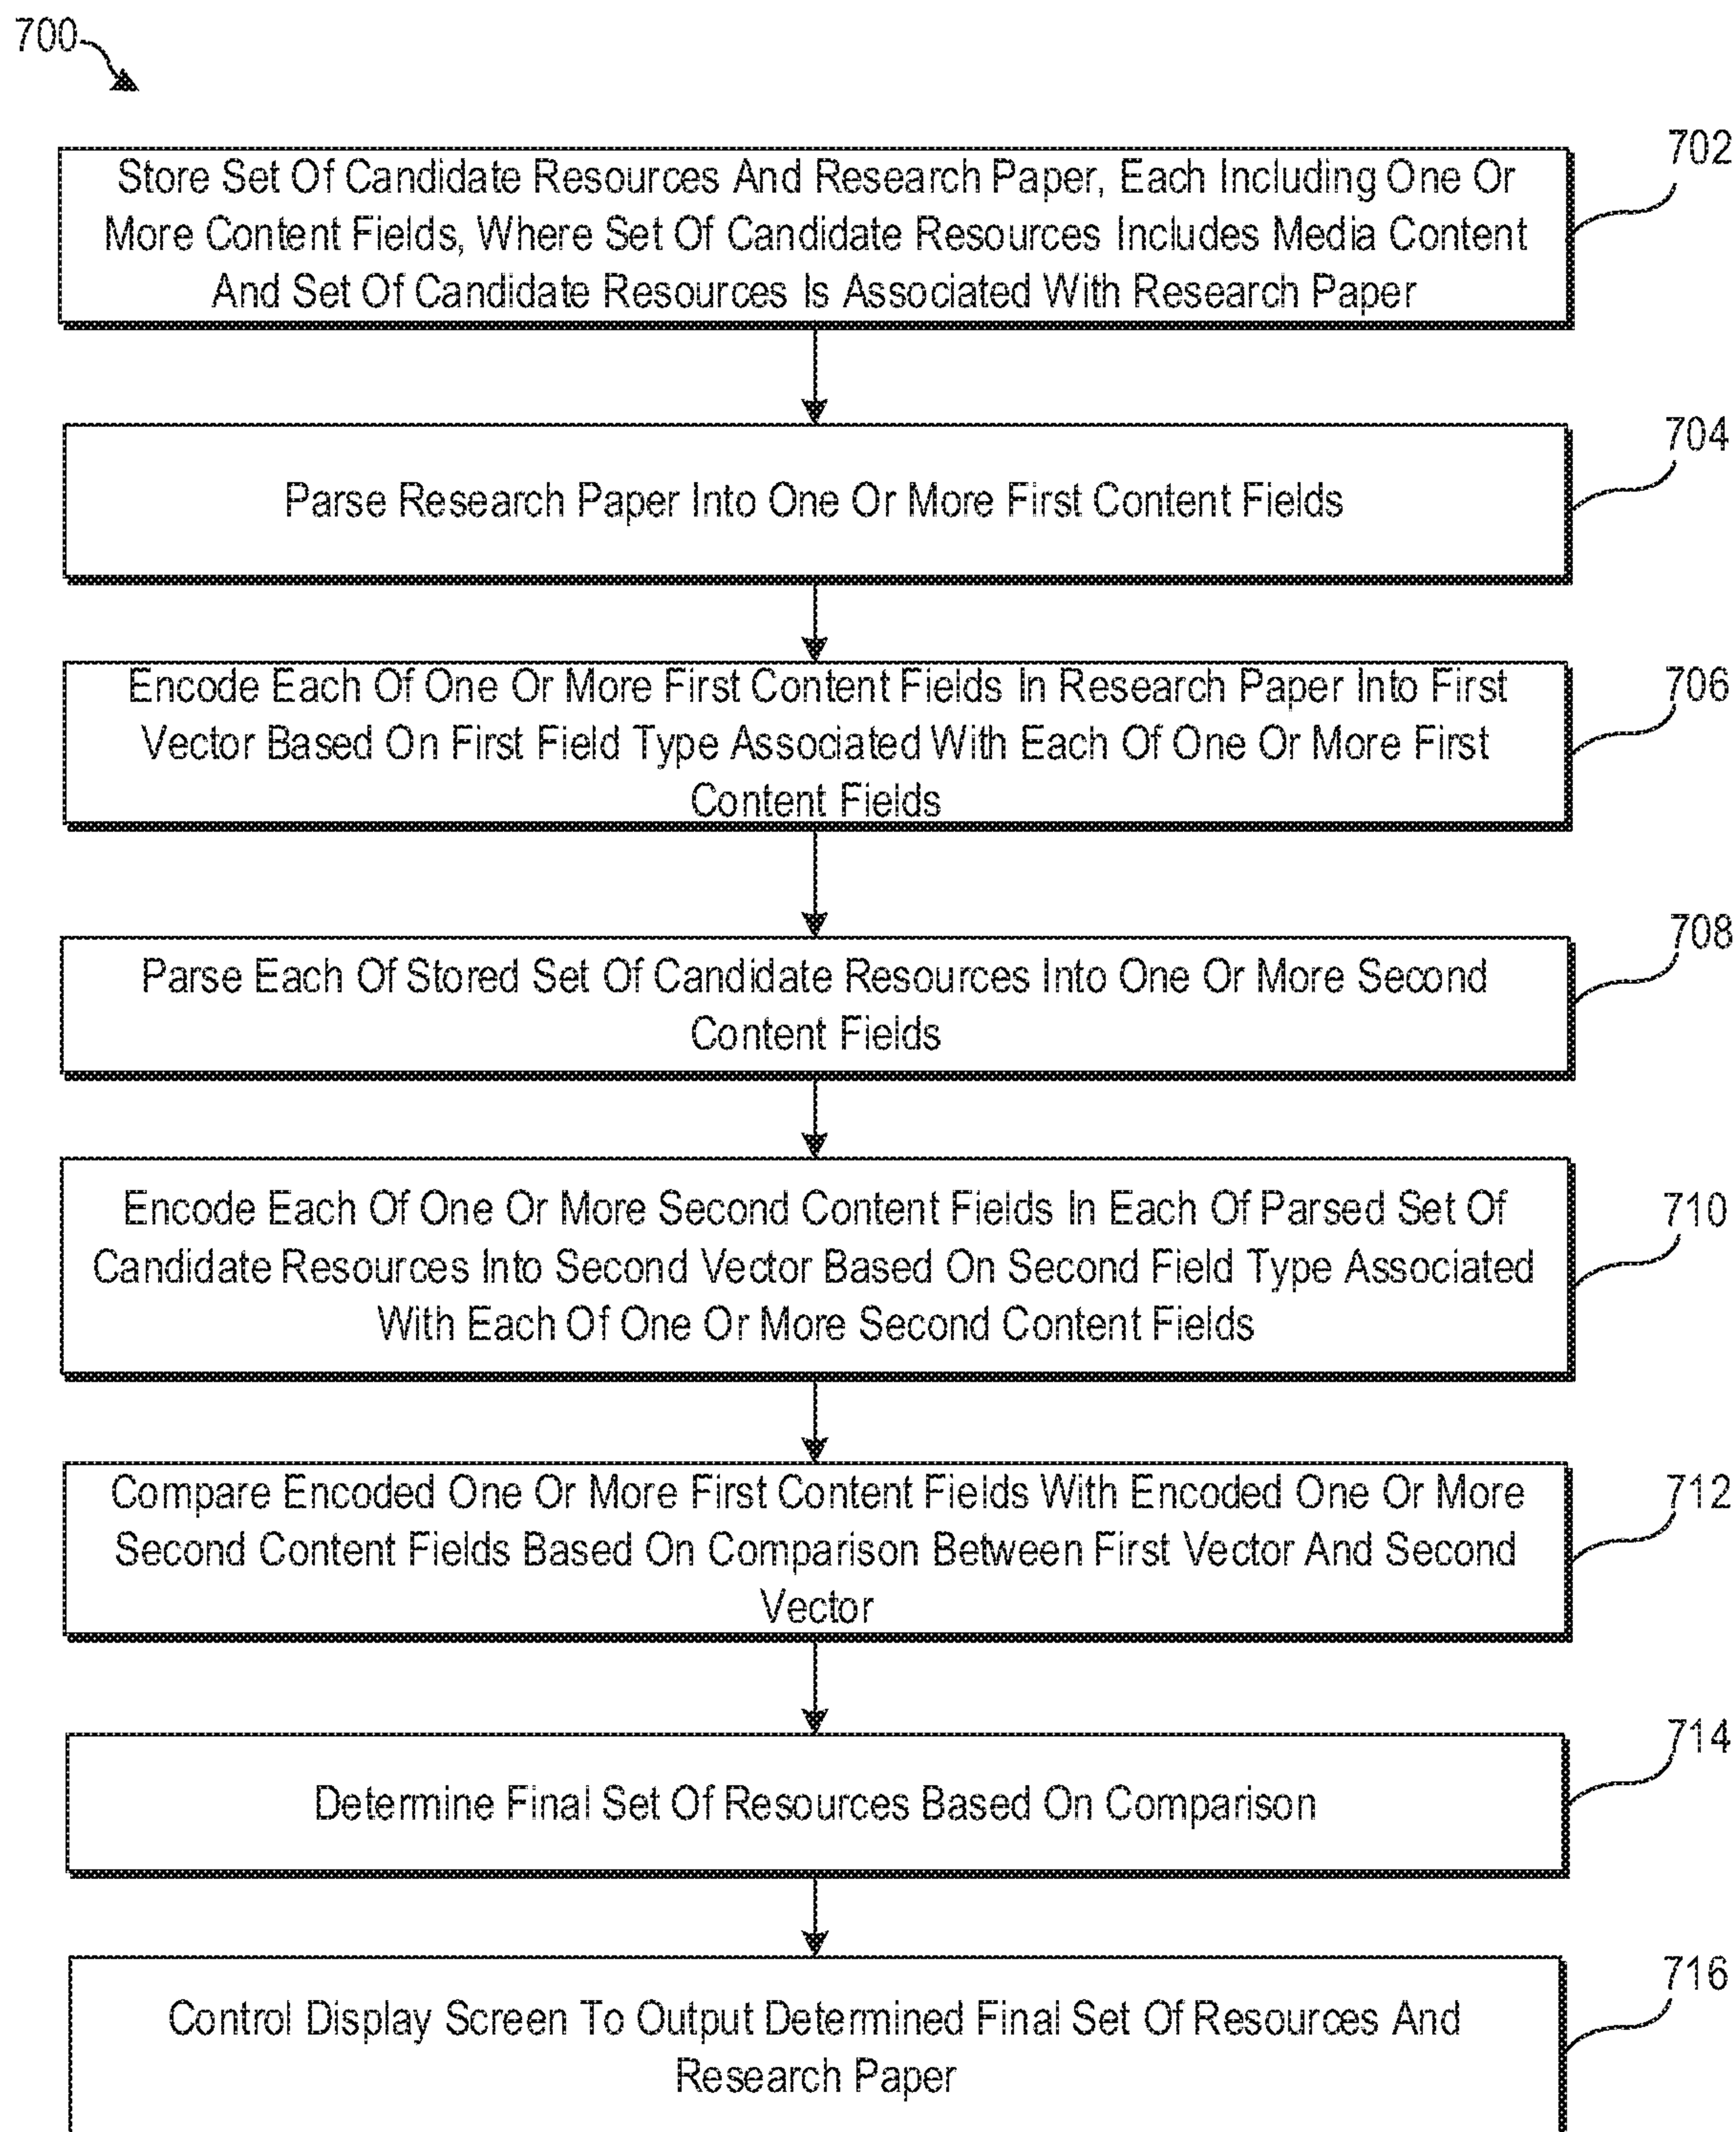 700
Store Set Of Candidate Resources And Research Paper, Each Including One Or
More Content Fields, Where Set Of Candidate Resources Includes Media Content
And Set Of Candidate Resources Is Associated With Research Paper
702
Parse Research Paper Into One Or More First Content Fields
704
Encode Each Of One Or More First Content Fields In Research Paper Into First
Vector Based On First Field Type Associated With Each Of One Or More First
Content Fields
706
Parse Each Of Stored Set Of Candidate Resources Into One Or More Second
Content Fields
708
Encode Each Of One Or More Second Content Fields In Each Of Parsed Set Of
Candidate Resources Into Second Vector Based On Second Field Type Associated
With Each Of One Or More Second Content Fields
710
Compare Encoded One Or More First Content Fields With Encoded One Or More
Second Content Fields Based On Comparison Between First Vector And Second
Vector
712
Determine Final Set Of Resources Based On Comparison
714
Control Display Screen To Output Determined Final Set Of Resources And
Research Paper
716